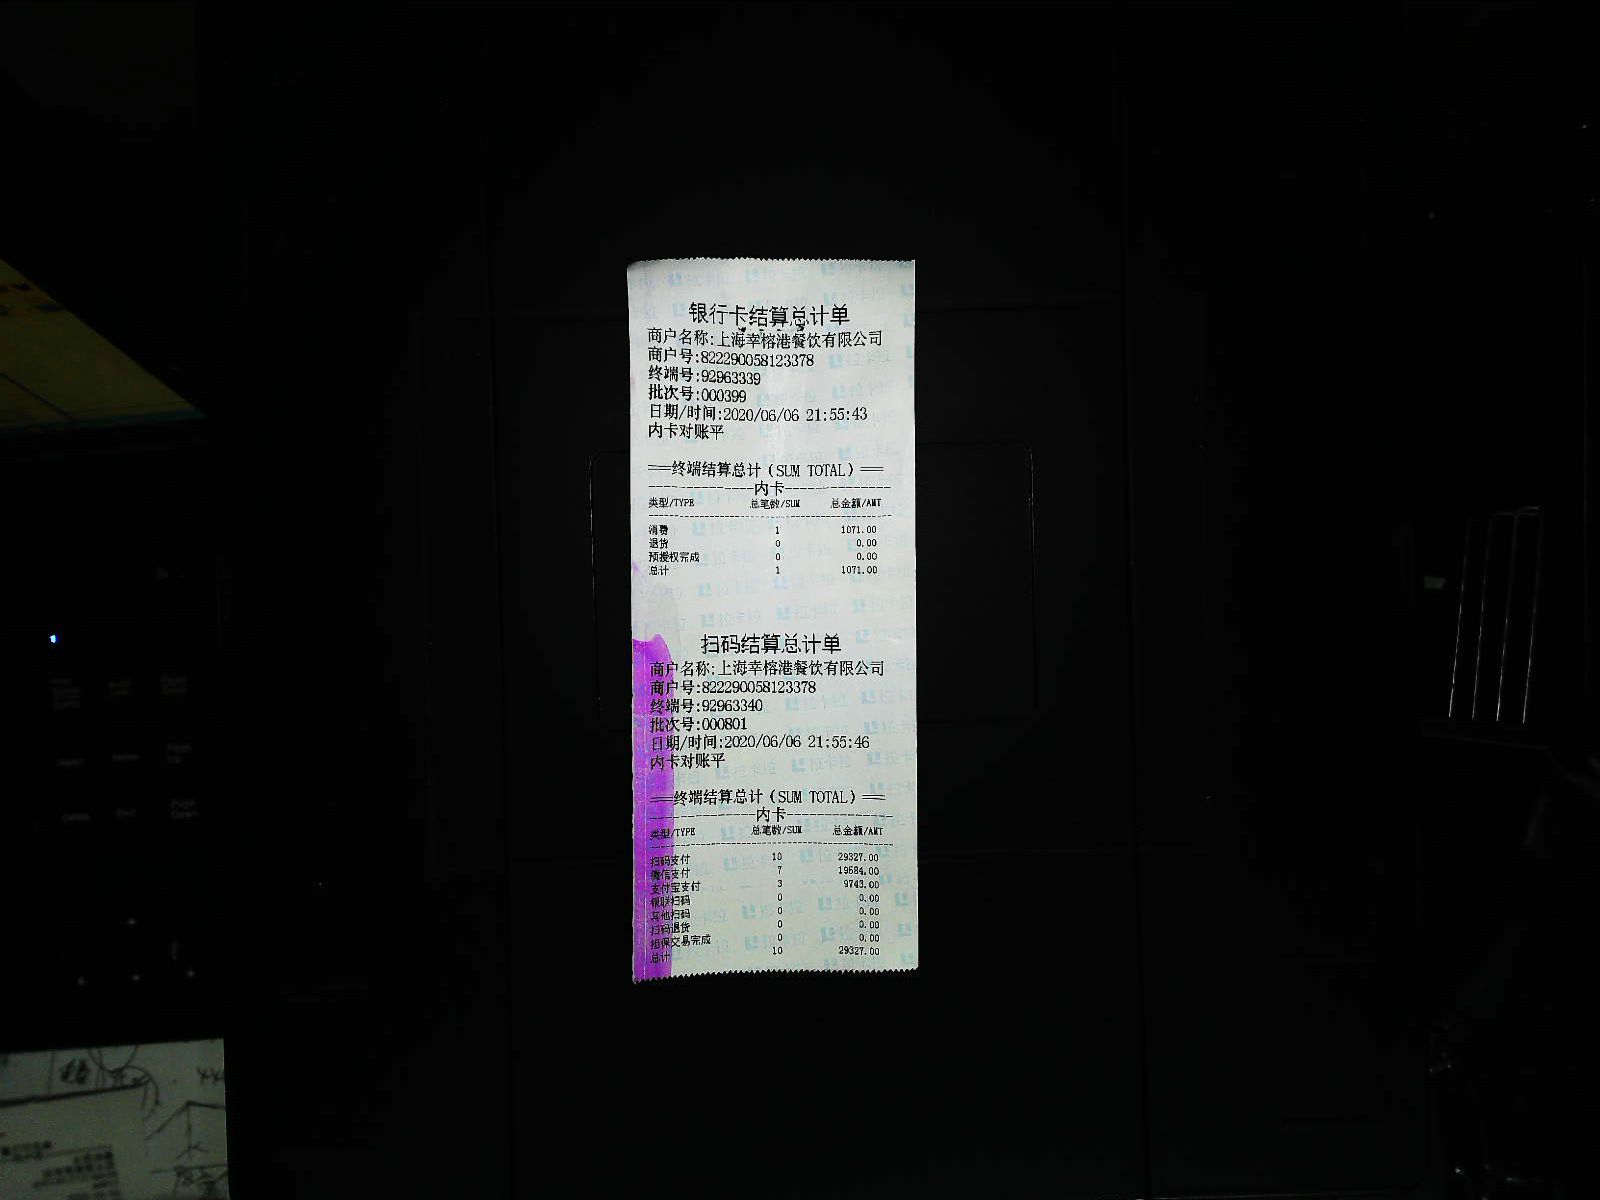 银行卡结算总计单
商户名称:上海幸榕港餐饮有限公司
商户号:822290058123378
终端号:92963339
批次号:000399
日期/时间:2020/06/06 21:55:43
内卡对账平
══终端结算总计(SUM TOTAL)══
----------内卡----------
类型/TYPE 总笔数/SUM 总金额/AMT
消费 1 1071.00
退货 0 0.00
预授权完成 0 0.00
总计 1 1071.00
扫码结算总计单
商户名称:上海幸榕港餐饮有限公司
商户号:822290058123378
终端号:92963340
批次号:000801
日期/时间:2020/06/06 21:55:46
内卡对账平
══终端结算总计(SUM TOTAL)══
----------内卡----------
类型/TYPE 总笔数/SUM 总金额/AMT
扫码支付 10 29327.00
微信支付 7 19584.00
支付宝支付 3 9743.00
银联扫码 0 0.00
其他扫码 0 0.00
扫码退货 0 0.00
担保交易完成 0 0.00
总计 10 29327.00